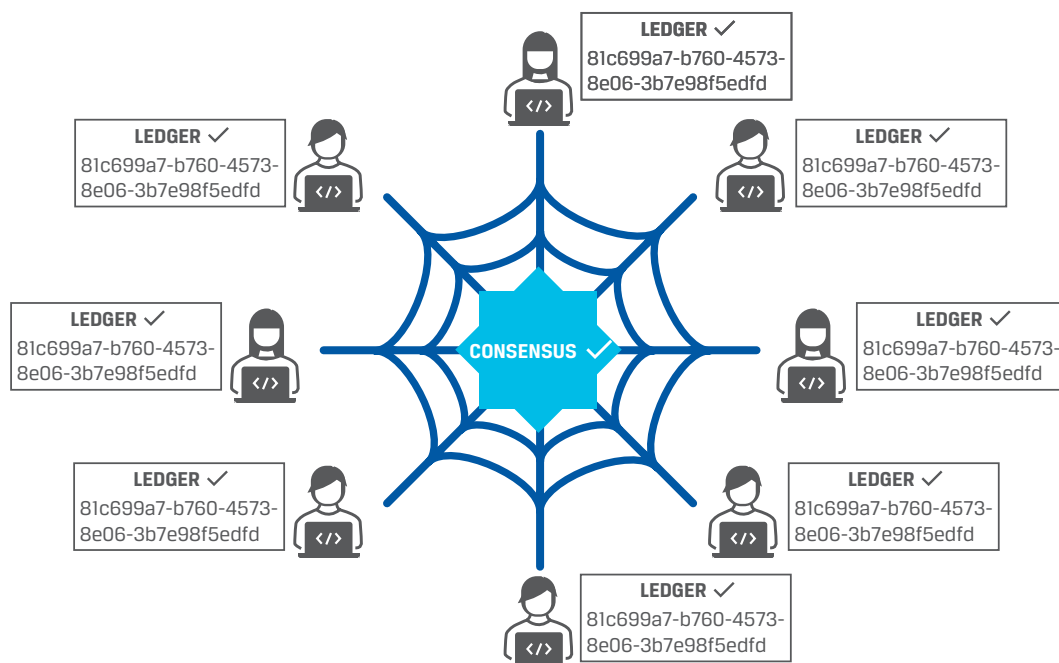 LEDGER ✓
81c699a7-b760-4573-
8e06-3b7e98f5edfd
</>
LEDGER ✓
81c699a7-b760-4573-
8e06-3b7e98f5edfd
</>
LEDGER ✓
81c699a7-b760-4573-
8e06-3b7e98f5edfd
</>
LEDGER ✓
81c699a7-b760-4573-
8e06-3b7e98f5edfd
</>
CONSENSUS ✓
LEDGER ✓
81c699a7-b760-4573-
8e06-3b7e98f5edfd
</>
LEDGER ✓
81c699a7-b760-4573-
8e06-3b7e98f5edfd
</>
LEDGER ✓
81c699a7-b760-4573-
8e06-3b7e98f5edfd
</>
LEDGER ✓
81c699a7-b760-4573-
8e06-3b7e98f5edfd
</>